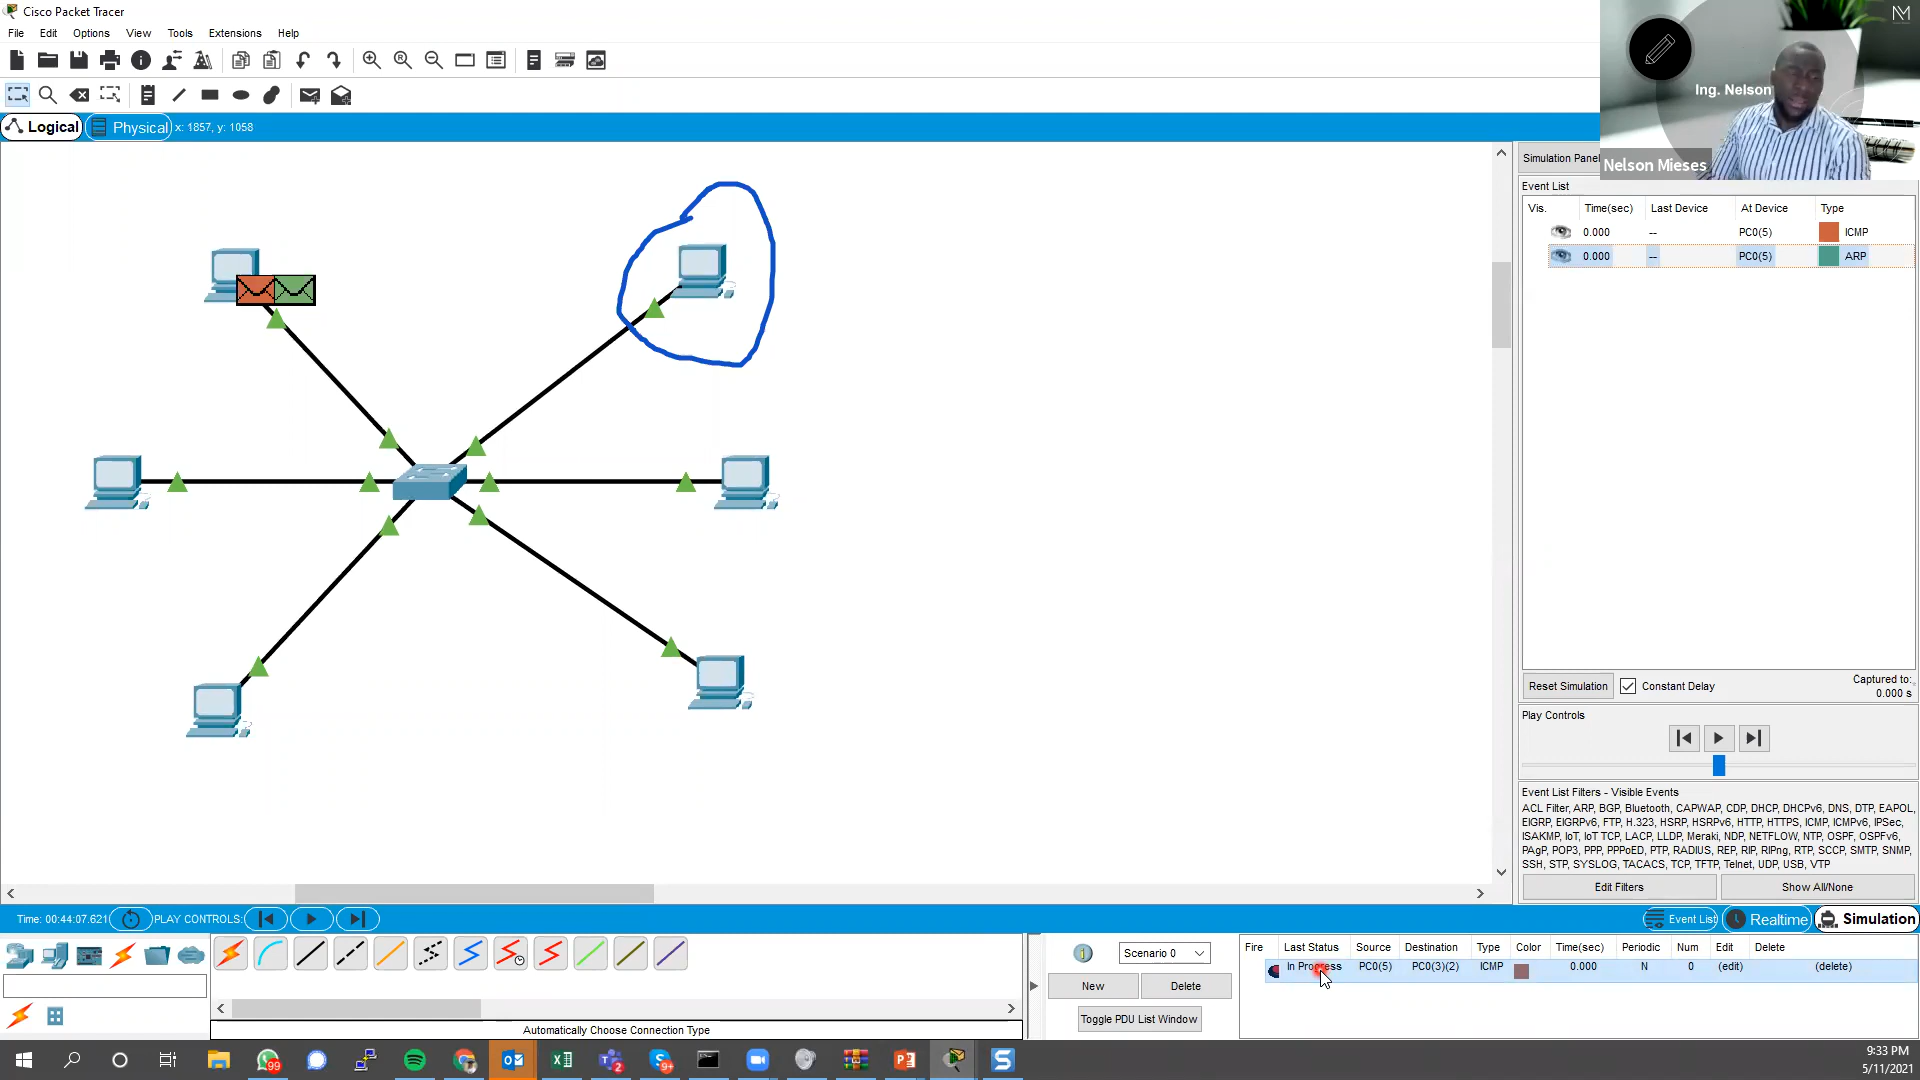 Cisco Packet Tracer
File Edit Options View Tools Extensions Help
Logical Physical x: 1857, y: 1058
Ing. Nelson
Nelson Mieses
Simulation Panel
Event List
Vis. Time(sec) Last Device At Device Type
0.000 -- PC0(5) ICMP
0.000 -- PC0(5) ARP
Reset Simulation Constant Delay Captured to:
0.000 s
Play Controls
Event List Filters - Visible Events
ACL Filter, ARP, BGP, Bluetooth, CAPWAP, CDP, DHCP, DHCPv6, DNS, DTP, EAPOL,
EIGRP, EIGRPv6, FTP, H.323, HSRP, HSRPv6, HTTP, HTTPS, ICMP, ICMPv6, IPSec,
ISAKMP, IoT, IoT TCP, LACP, LLDP, Meraki, NDP, NETFLOW, NTP, OSPF, OSPFv6,
PAgP, POP3, PPP, PPPoED, PTP, RADIUS, REP, RIP, RIPng, RTP, SCCP, SMTP, SNMP,
SSH, STP, SYSLOG, TACACS, TCP, TFTP, Telnet, UDP, USB, VTP
Edit Filters Show All/None
Time: 00:44:07.621 PLAY CONTROLS: Event List Realtime Simulation
Scenario 0
New Delete
Toggle PDU List Window
Fire Last Status Source Destination Type Color Time(sec) Periodic Num Edit Delete
In Progress PC0(5) PC0(3)(2) ICMP 0.000 N 0 (edit) (delete)
Automatically Choose Connection Type
99
2
9+
9:33 PM
5/11/2021